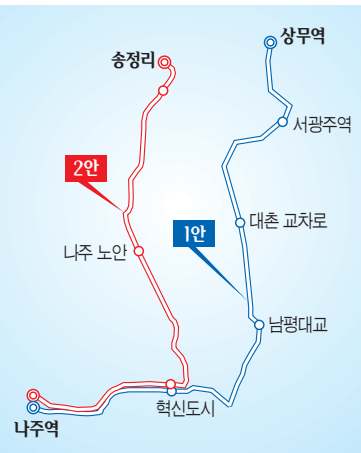 상무역
송정리
서광주역
2안
대촌 교차로
1안
나주 노안
남평대교
혁신도시
나주역